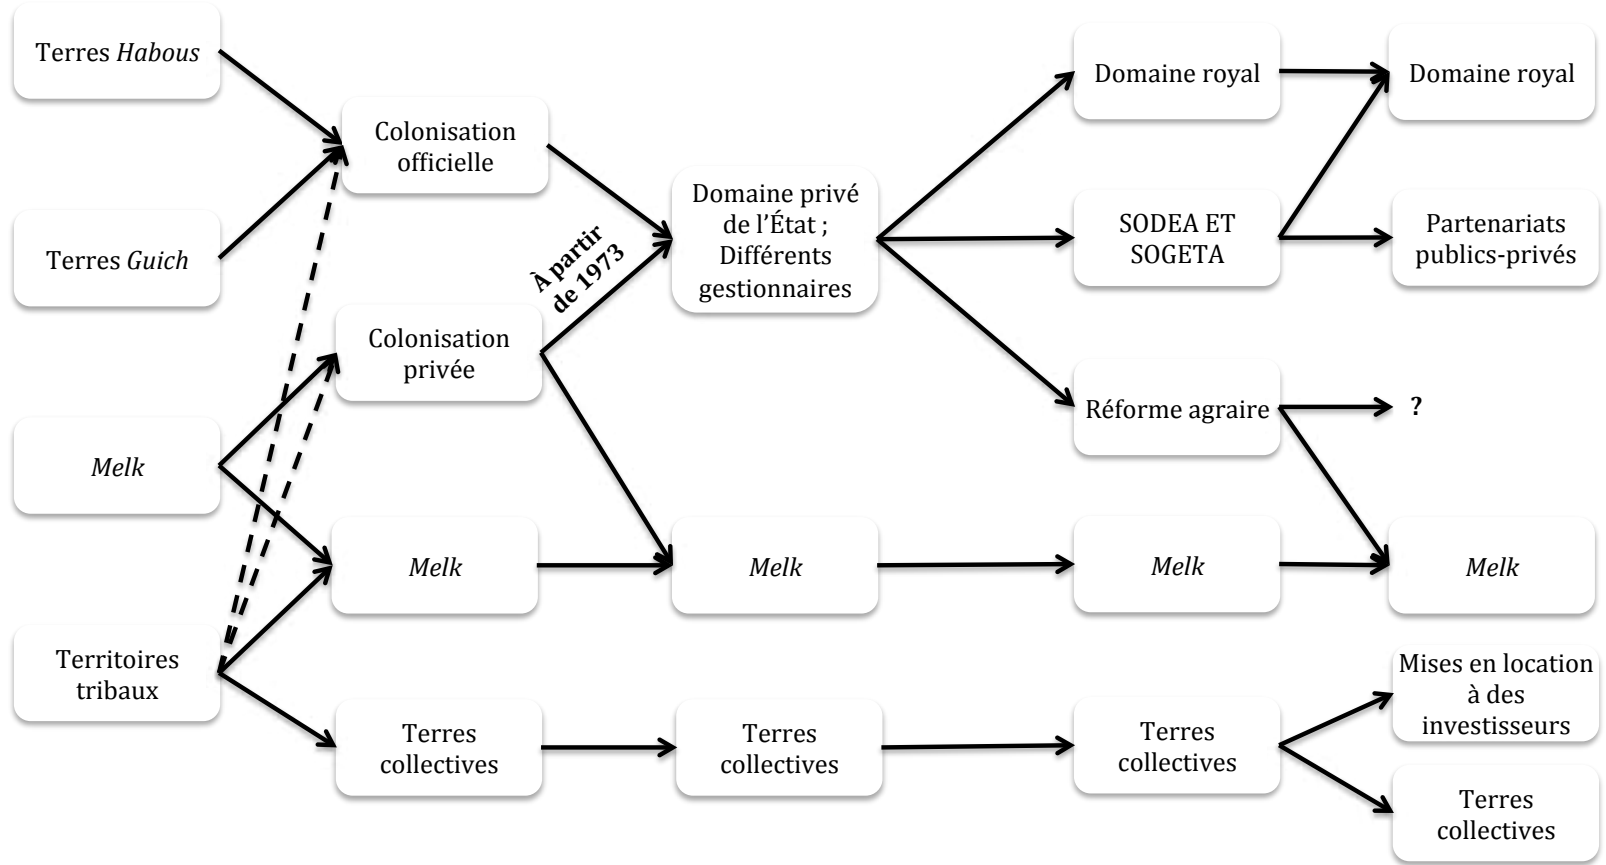 Terres Habous
Terres Guich
Melk
Territoires
tribaux
Colonisation
officielle
Colonisation
privée
Melk
Terres
collectives
À partir
de 1973
Domaine privé
de l'État ;
Différents
gestionnaires
Melk
Terres
collectives
Domaine royal
SODEA ET
SOGETA
Réforme agraire
Melk
Terres
collectives
Domaine royal
Partenariats
publics-privés
?
Melk
Mises en location
à des
investisseurs
Terres
collectives